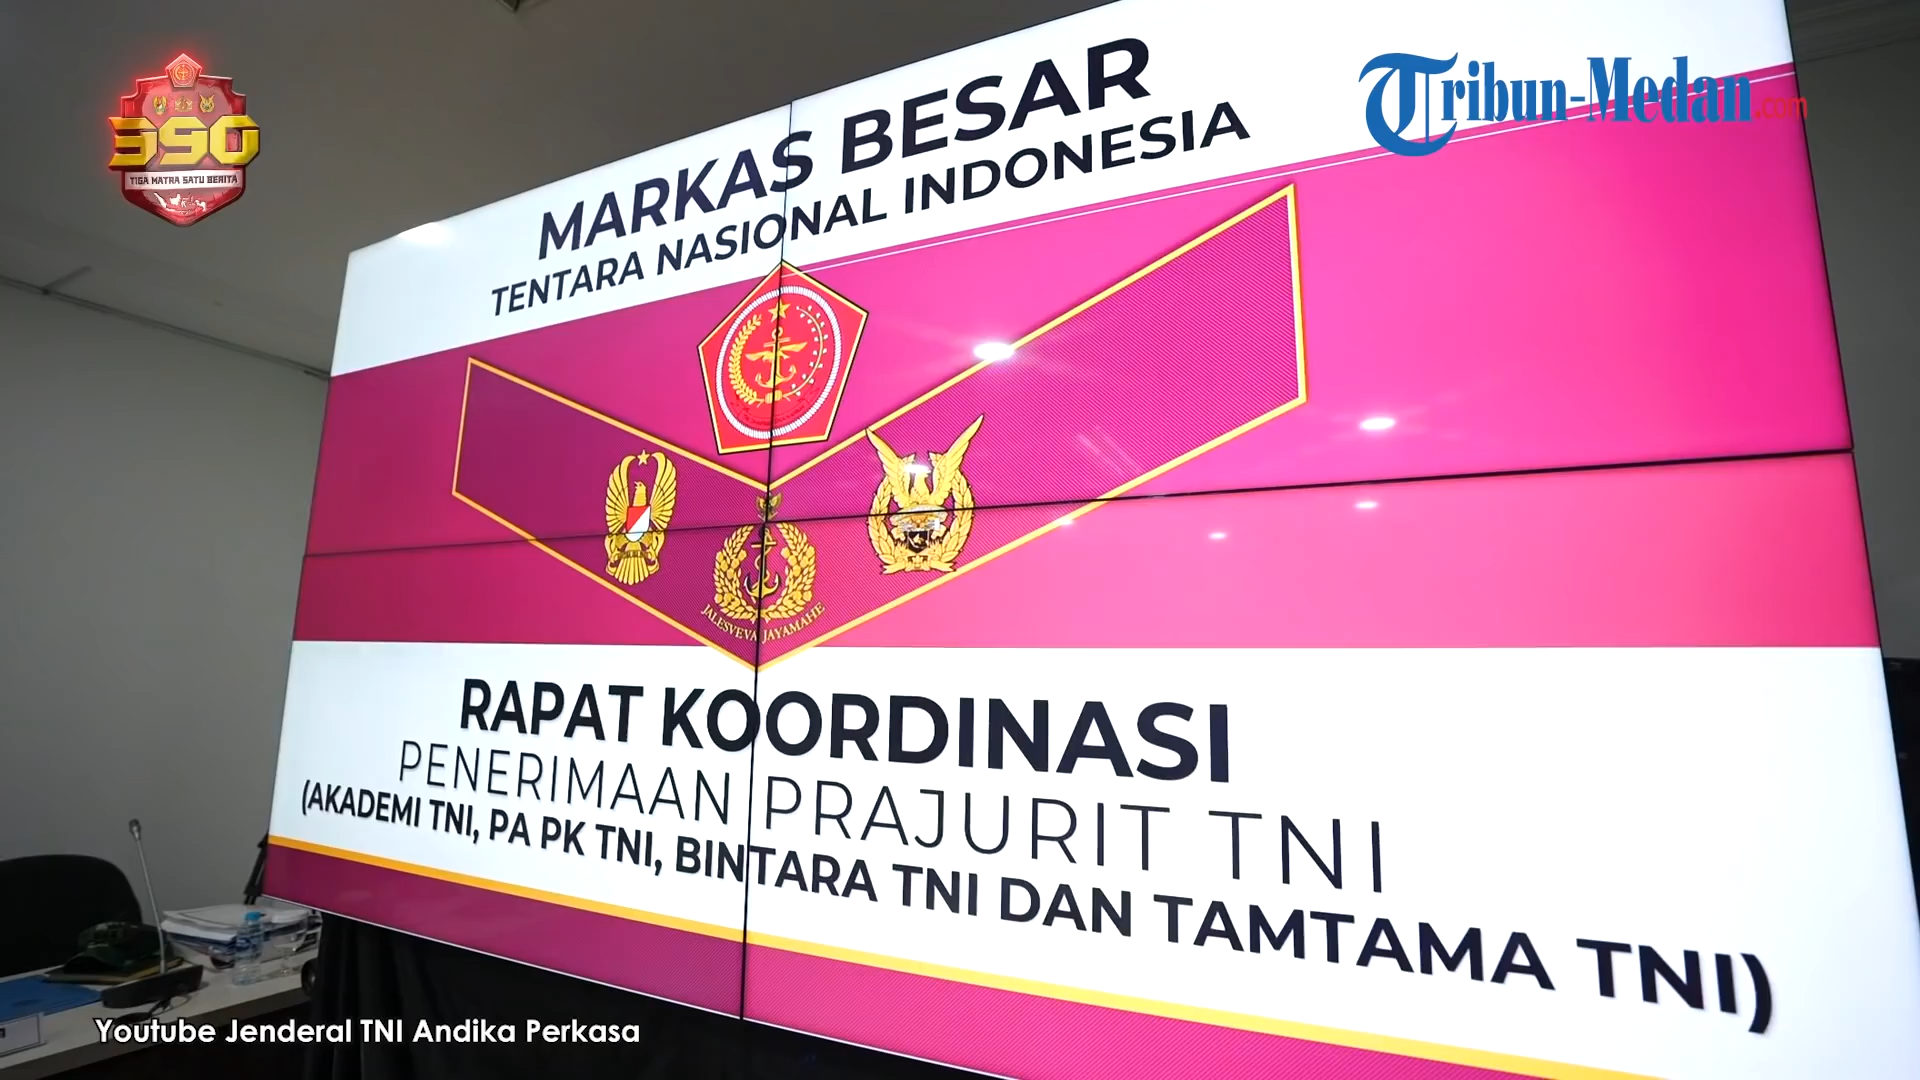 Tribun-Medan.com
TIGA MATRA SATU BERITA
MARKAS BESAR
TENTARA NASIONAL INDONESIA
JALESVEVA JAYAMAHE
RAPAT KOORDINASI
PENERIMAAN PRAJURIT TNI
(AKADEMI TNI, PA PK TNI, BINTARA TNI DAN TAMTAMA TNI)
Youtube Jenderal TNI Andika Perkasa